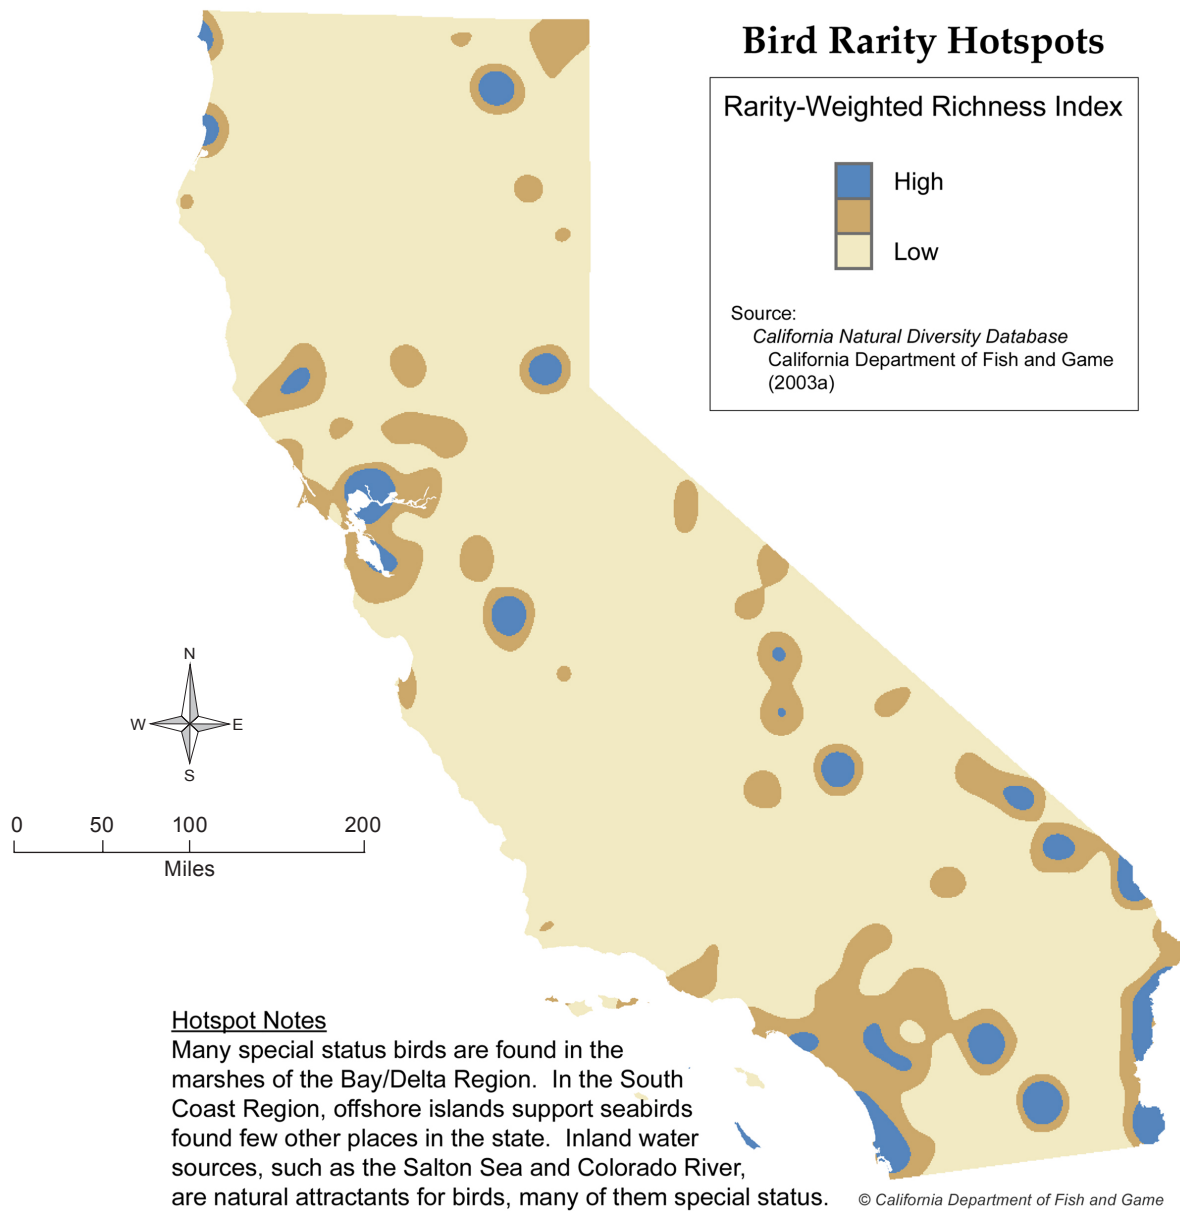 Bird Rarity Hotspots
Rarity-Weighted Richness Index
High
Low
Source:
California Natural Diversity Database
California Department of Fish and Game
(2003a)
N
W E
S
0 50 100 200
Miles
Hotspot Notes
Many special status birds are found in the
marshes of the Bay/Delta Region. In the South
Coast Region, offshore islands support seabirds
found few other places in the state. Inland water
sources, such as the Salton Sea and Colorado River,
are natural attractants for birds, many of them special status.
© California Department of Fish and Game